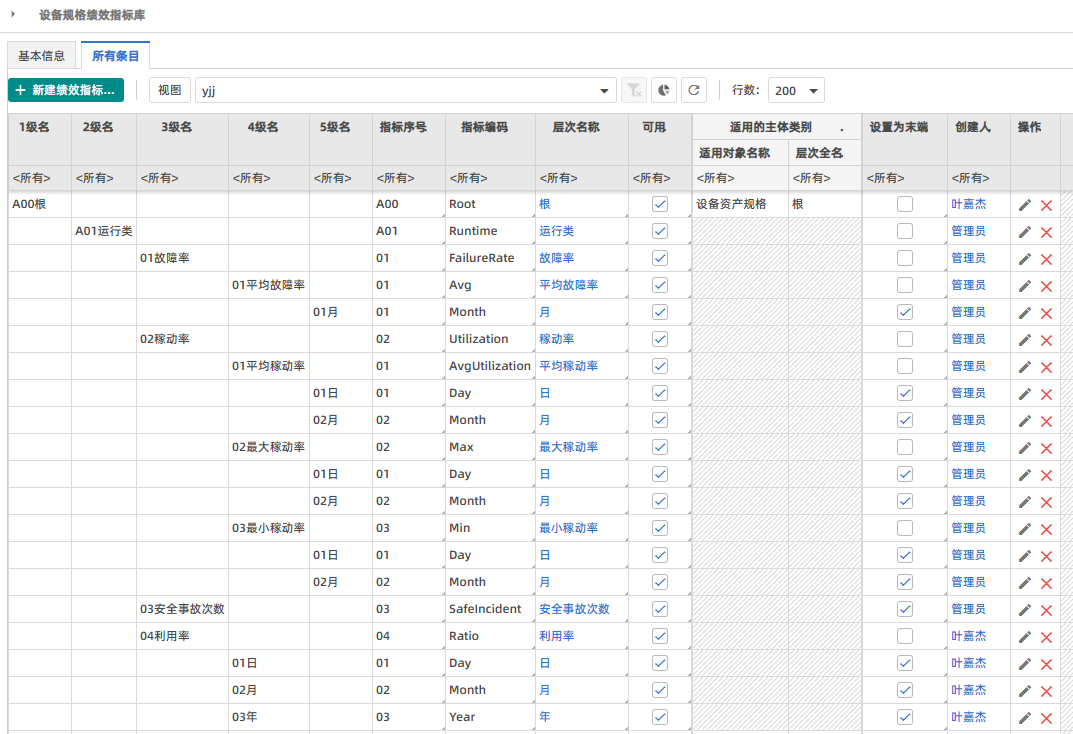 设备规格绩效指标库
基本信息 所有条目
+ 新建绩效指标... 视图 yjj 行数: 200
1级名 2级名 3级名 4级名 5级名 指标序号 指标编码 层次名称 可用 适用的主体类别 . 设置为末端 创建人 操作
适用对象名称 层次全名
<所有> <所有> <所有> <所有> <所有> <所有> <所有> <所有> <所有> <所有> <所有> <所有> <所有>
A00根 A00 Root 根 设备资产规格 根 叶嘉杰
A01运行类 A01 Runtime 运行类 管理员
01故障率 01 FailureRate 故障率 管理员
01平均故障率 01 Avg 平均故障率 管理员
01月 01 Month 月 管理员
02稼动率 02 Utilization 稼动率 管理员
01平均稼动率 01 AvgUtilization 平均稼动率 管理员
01日 01 Day 日 管理员
02月 02 Month 月 管理员
02最大稼动率 02 Max 最大稼动率 管理员
01日 01 Day 日 管理员
02月 02 Month 月 管理员
03最小稼动率 03 Min 最小稼动率 管理员
01日 01 Day 日 管理员
02月 02 Month 月 管理员
03安全事故次数 03 SafeIncident 安全事故次数 管理员
04利用率 04 Ratio 利用率 叶嘉杰
01日 01 Day 日 叶嘉杰
02月 02 Month 月 叶嘉杰
03年 03 Year 年 叶嘉杰